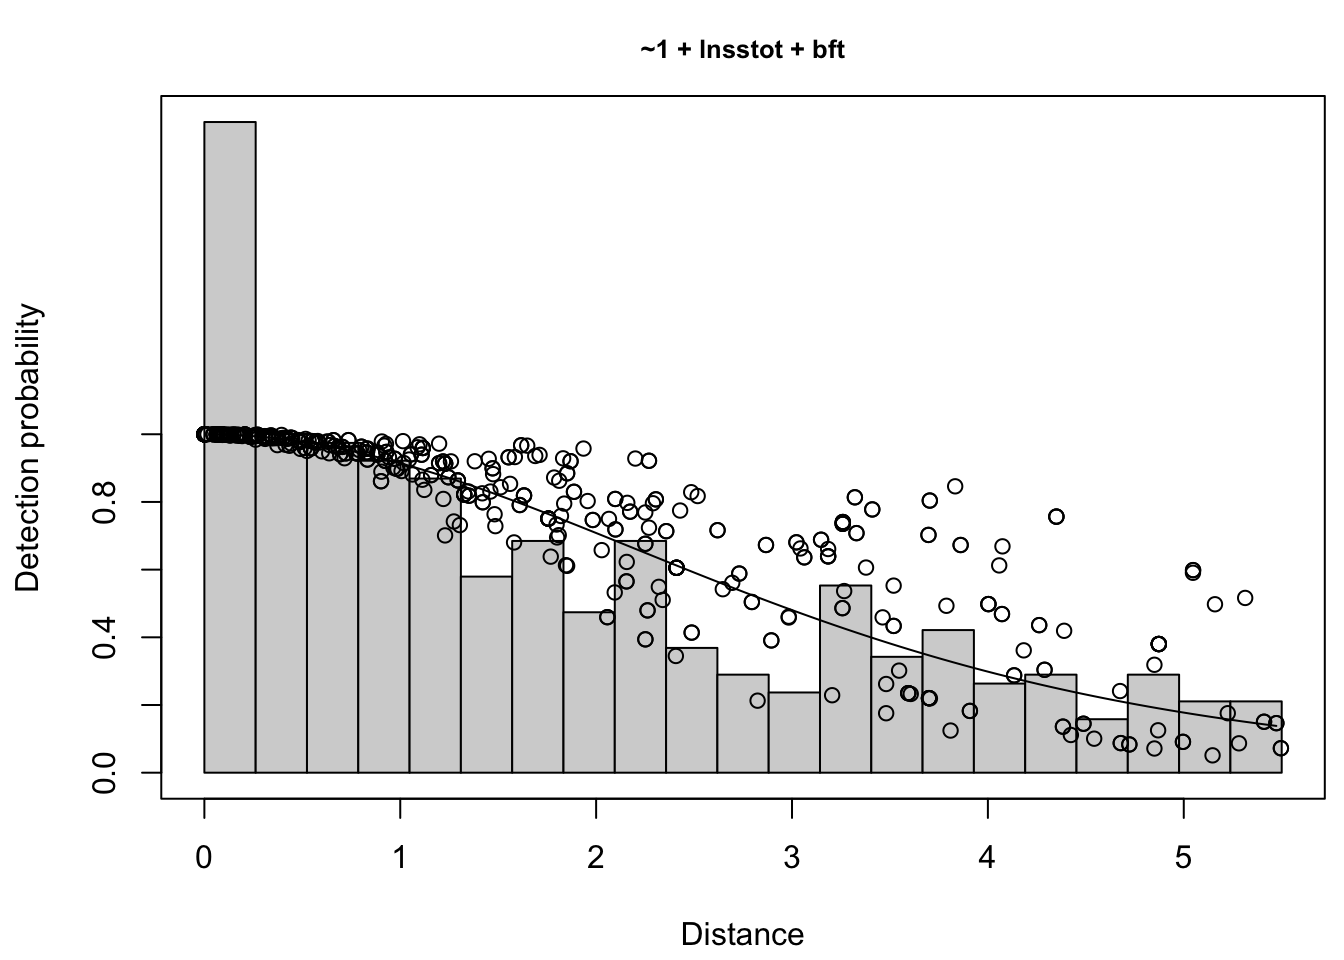 ~1 + lnsstot + bft
Detection probability
0.8
0.4
0.0
0 1 2 3 4 5
Distance